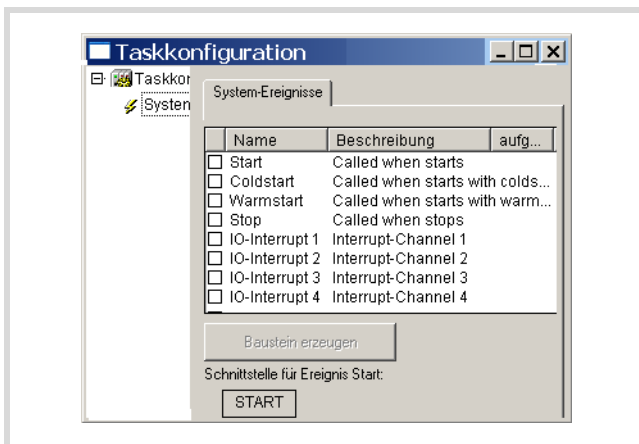 Taskkonfiguration
Taskkor
System-Ereignisse
Systen
Name Beschreibung aufg...
Start Called when starts
Coldstart Called when starts with colds...
Warmstart Called when starts with warm...
Stop Called when stops
IO-Interrupt 1 Interrupt-Channel 1
IO-Interrupt 2 Interrupt-Channel 2
IO-Interrupt 3 Interrupt-Channel 3
IO-Interrupt 4 Interrupt-Channel 4
Baustein erzeugen
Schnittstelle für Ereignis Start:
START